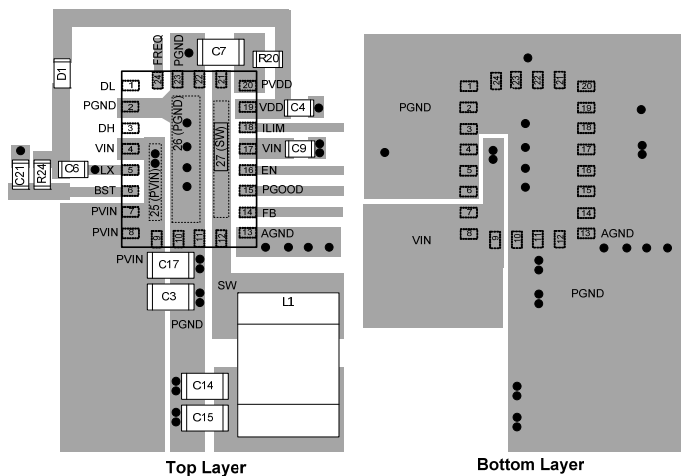 FREQ
PGND
C7
R20
D1
24
23
22
21
DL 1
20 PVDD
PGND 2
19 VDD C4
DH 3
26 (PGND)
27 (SW)
18 ILIM
VIN 4
17 VIN C9
C21
R24
C6
LX 5
25 (PVIN)
16 EN
BST 6
15 PGOOD
PVIN 7
14 FB
PVIN 8
13 AGND
9
10
11
12
PVIN
C17
SW
C3
L1
PGND
C14
C15
Top Layer
24
23
22
21
1
20
PGND
2
19
3
18
4
17
5
16
6
15
7
14
VIN
8
13 AGND
9
10
11
12
PGND
Bottom Layer